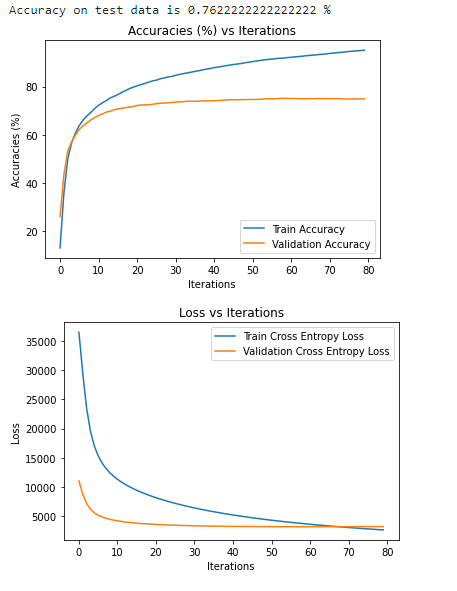 Accuracy on test data is 0.7622222222222222 %
Accuracies (%) vs Iterations
Accuracies (%)
80
60
40
20
Train Accuracy
Validation Accuracy
0 10 20 30 40 50 60 70 80
Iterations
Loss vs Iterations
Loss
35000
30000
25000
20000
15000
10000
5000
Train Cross Entropy Loss
Validation Cross Entropy Loss
0 10 20 30 40 50 60 70 80
Iterations